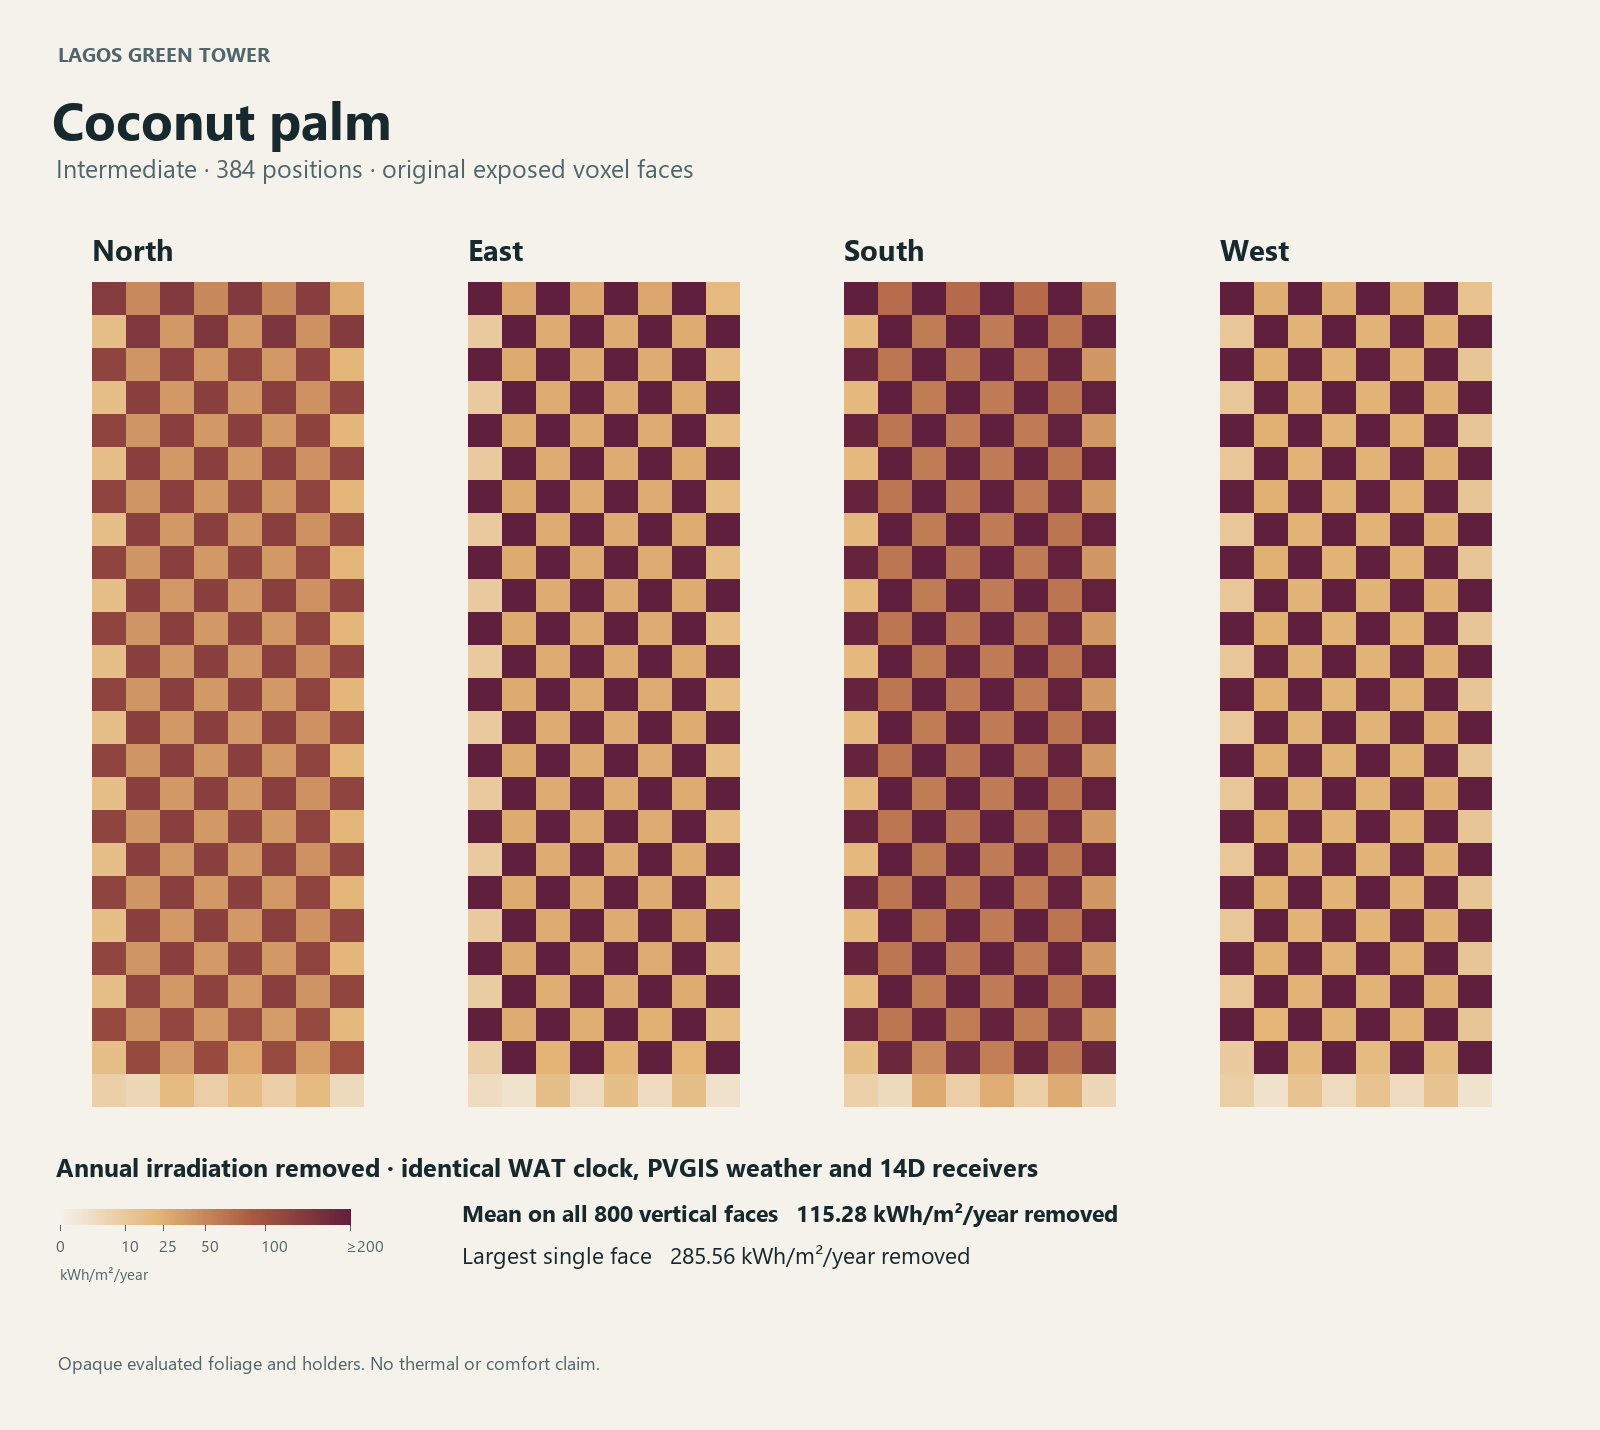 LAGOS GREEN TOWER
Coconut palm
Intermediate · 384 positions · original exposed voxel faces
North East South West
Annual irradiation removed · identical WAT clock, PVGIS weather and 14D receivers
Mean on all 800 vertical faces 115.28 kWh/m²/year removed
0 10 25 50 100 ≥200
Largest single face 285.56 kWh/m²/year removed
kWh/m²/year
Opaque evaluated foliage and holders. No thermal or comfort claim.